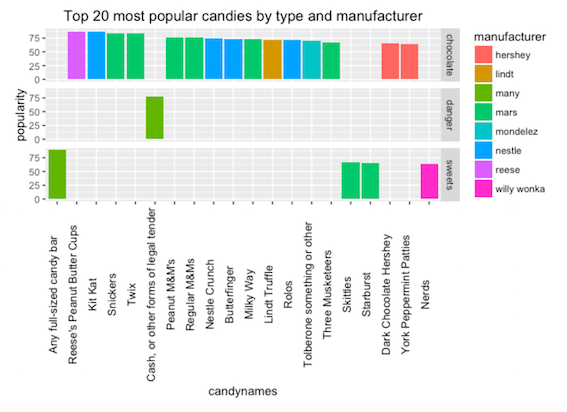 Top 20 most popular candies by type and manufacturer
popularity
75
50
25
0
chocolate
75
50
25
0
danger
75
50
25
0
sweets
Any full-sized candy bar
Reese's Peanut Butter Cups
Kit Kat
Snickers
Twix
Cash, or other forms of legal tender
Peanut M&M's
Regular M&Ms
Nestle Crunch
Butterfinger
Milky Way
Lindt Truffle
Rolos
Tolberone something or other
Three Musketeers
Skittles
Starburst
Dark Chocolate Hershey
York Peppermint Patties
Nerds
candynames
manufacturer
hershey
lindt
many
mars
mondelez
nestle
reese
willy wonka